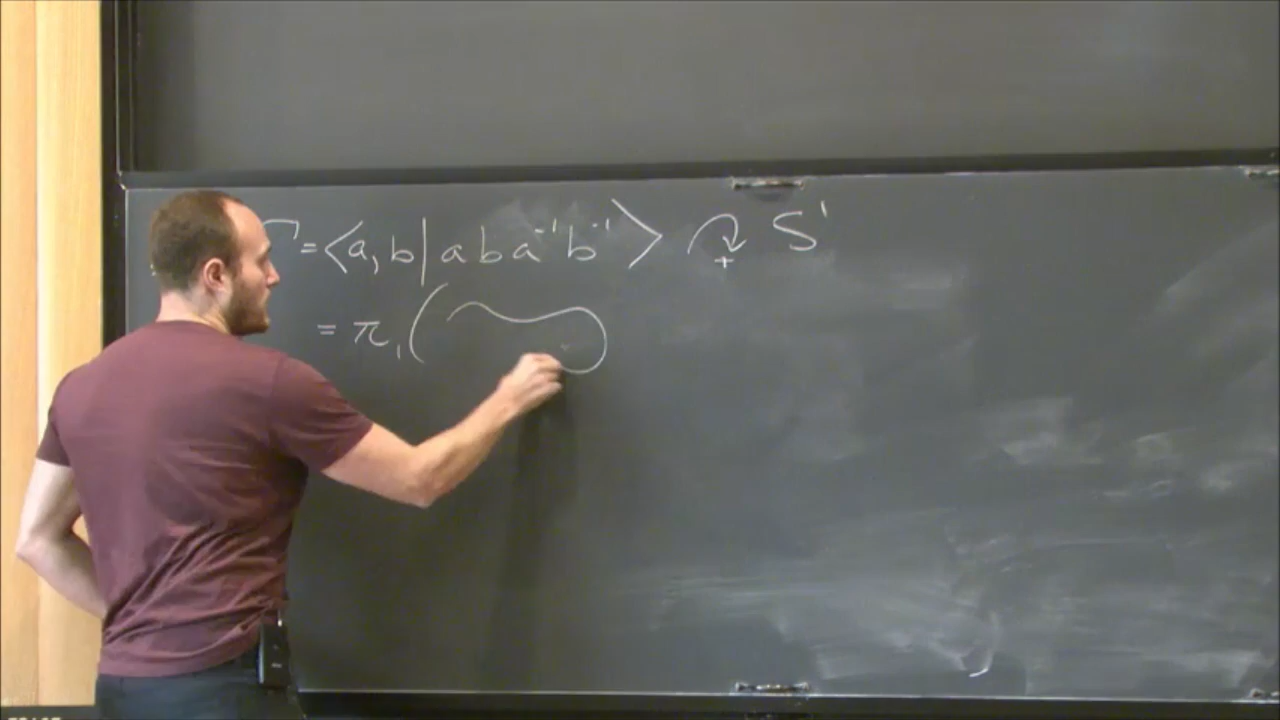 Γ = ⟨a, b | a b a⁻¹ b⁻¹⟩ ↷₊ S¹
= π₁(